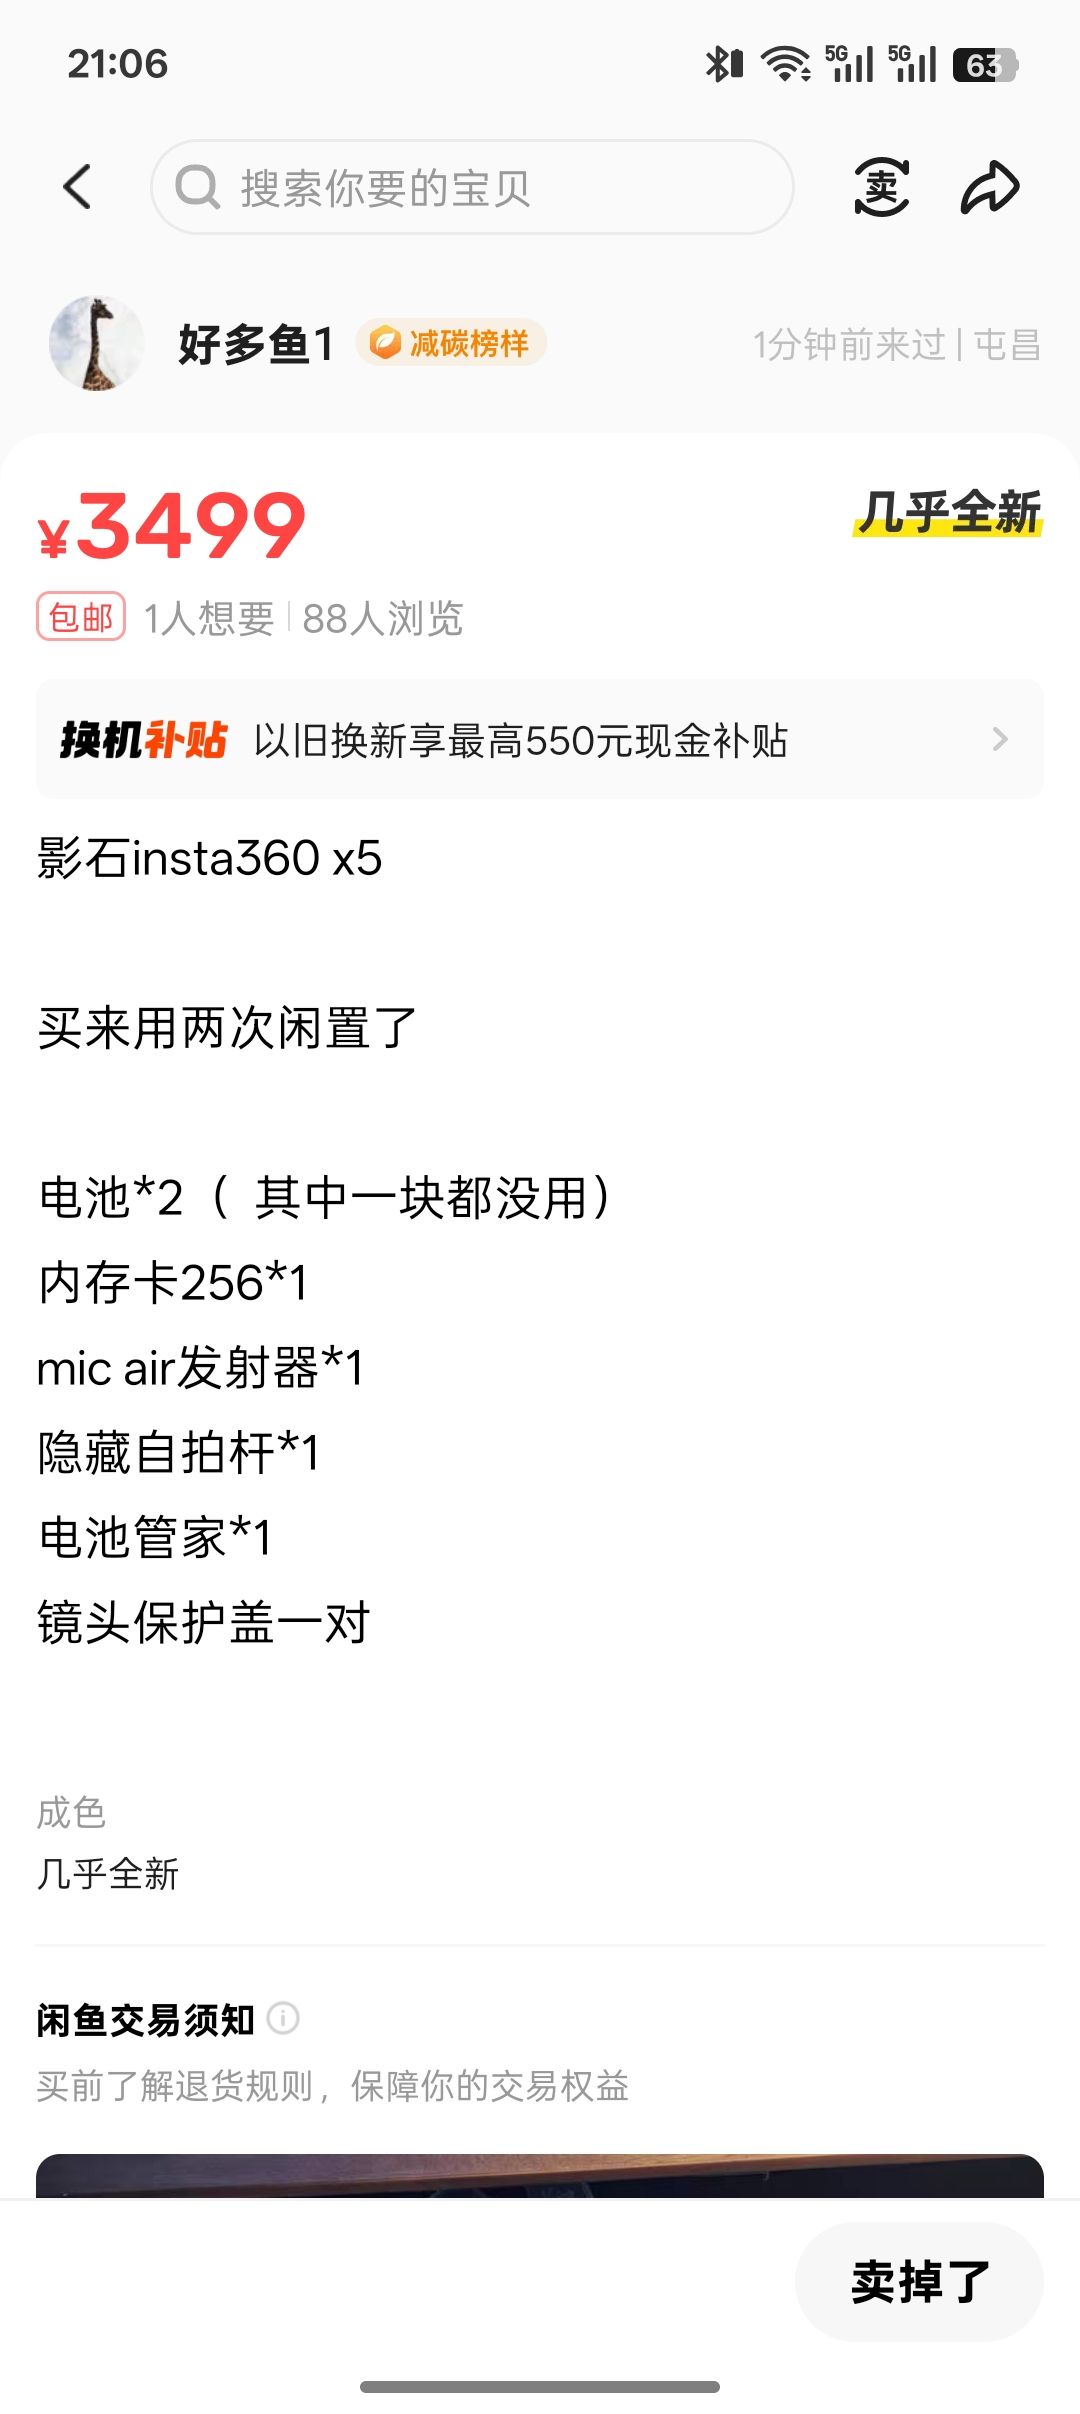 21:06
5G 5G 63
搜索你要的宝贝
卖
好多鱼1 减碳榜样 1分钟前来过 | 屯昌
¥3499 几乎全新
包邮 1人想要 | 88人浏览
换机补贴 以旧换新享最高550元现金补贴
影石insta360 x5
买来用两次闲置了
电池*2（ 其中一块都没用）
内存卡256*1
mic air发射器*1
隐藏自拍杆*1
电池管家*1
镜头保护盖一对
成色
几乎全新
闲鱼交易须知
买前了解退货规则，保障你的交易权益
卖掉了